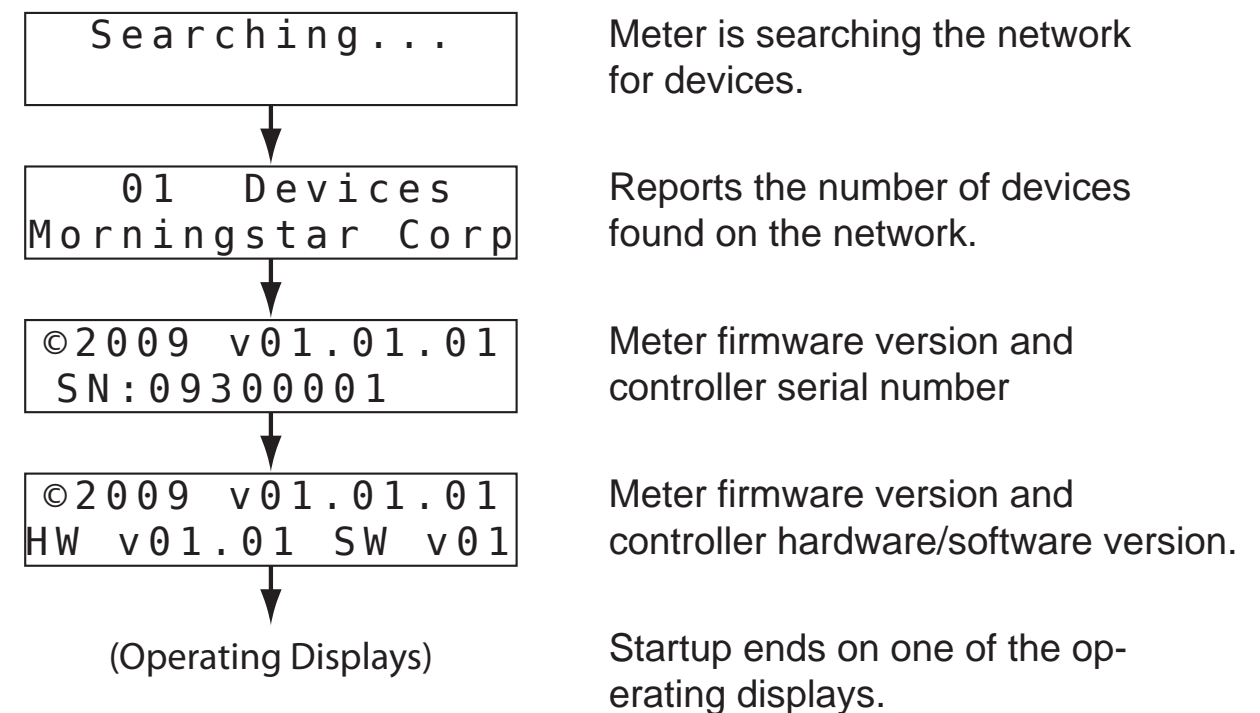 Searching...
Meter is searching the network
for devices.
01 Devices
Morningstar Corp
Reports the number of devices
found on the network.
©2009 v01.01.01
SN:09300001
Meter firmware version and
controller serial number
©2009 v01.01.01
HW v01.01 SW v01
Meter firmware version and
controller hardware/software version.
(Operating Displays)
Startup ends on one of the op-
erating displays.